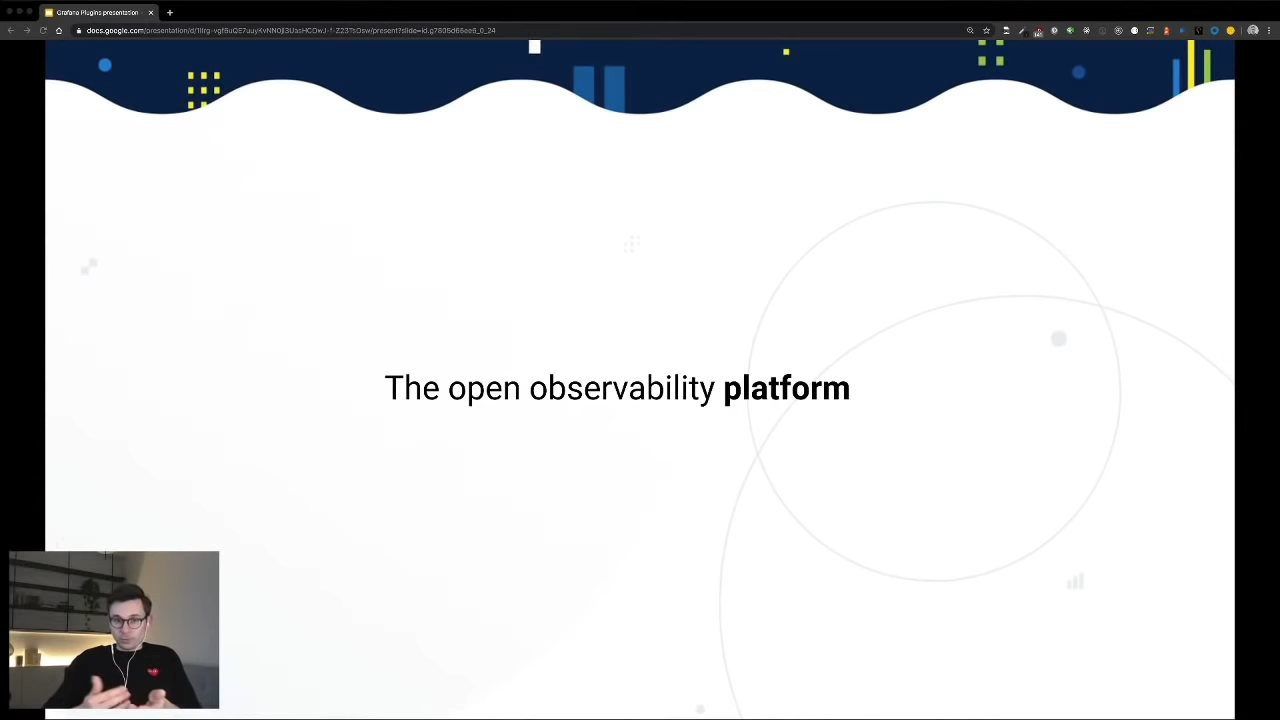 Grafana Plugins presentation -
The open observability platform